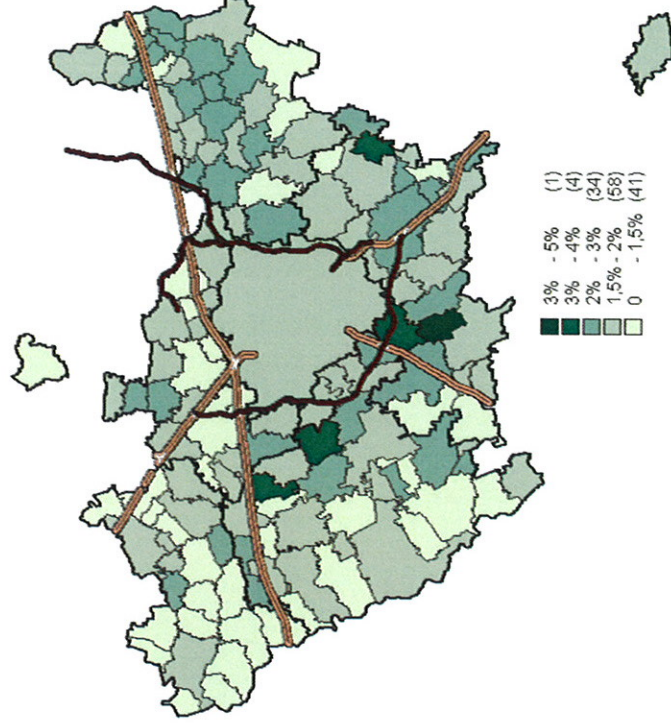 3% - 5% (1)
3% - 4% (4)
2% - 3% (34)
1,5% - 2% (58)
0 - 1,5% (41)